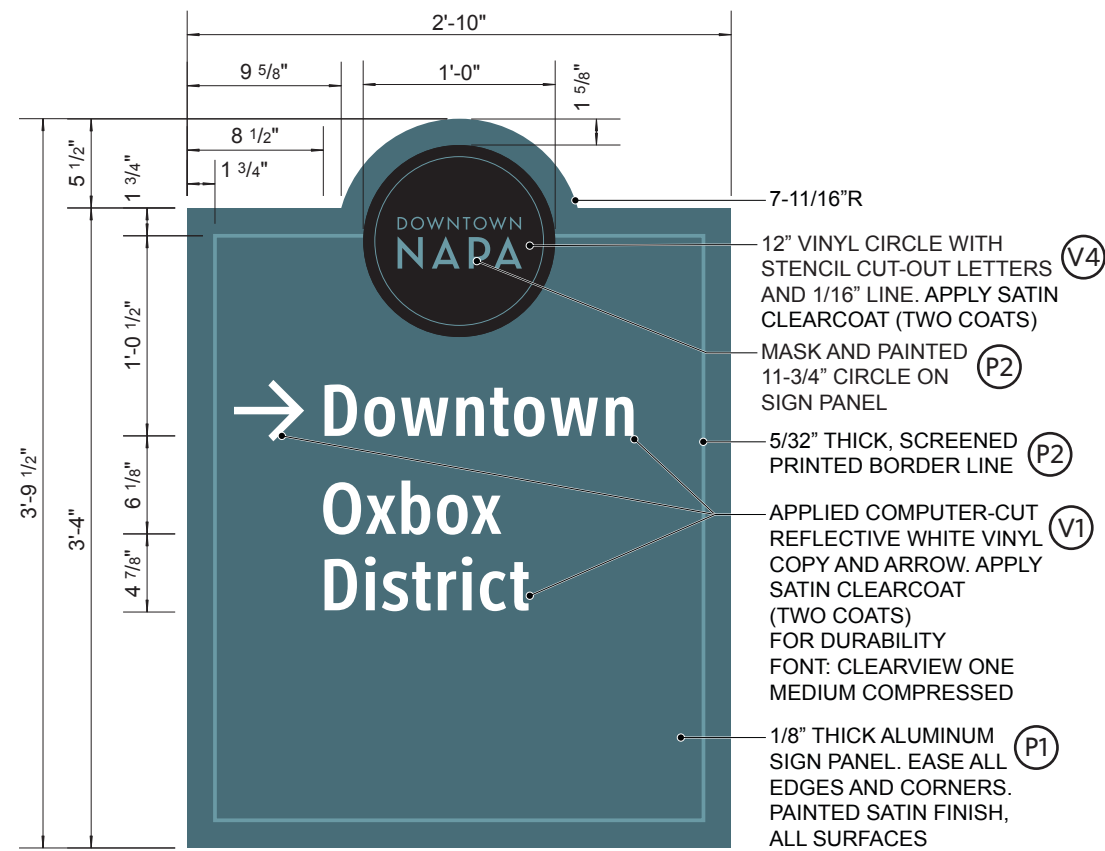 2'-10"
9 5/8"
1'-0"
1 5/8"
8 1/2"
1 3/4"
5 1/2"
1 3/4"
1'-0 1/2"
6 1/8"
4 7/8"
3'-9 1/2"
3'-4"
DOWNTOWN
NAPA
Downtown
Oxbox
District
7-11/16”R
12” VINYL CIRCLE WITH
STENCIL CUT-OUT LETTERS
AND 1/16” LINE. APPLY SATIN
CLEARCOAT (TWO COATS)
V4
MASK AND PAINTED
11-3/4” CIRCLE ON
SIGN PANEL
P2
5/32” THICK, SCREENED
PRINTED BORDER LINE
P2
APPLIED COMPUTER-CUT
REFLECTIVE WHITE VINYL
COPY AND ARROW. APPLY
SATIN CLEARCOAT
(TWO COATS)
FOR DURABILITY
FONT: CLEARVIEW ONE
MEDIUM COMPRESSED
V1
1/8” THICK ALUMINUM
SIGN PANEL. EASE ALL
EDGES AND CORNERS.
PAINTED SATIN FINISH,
ALL SURFACES
P1